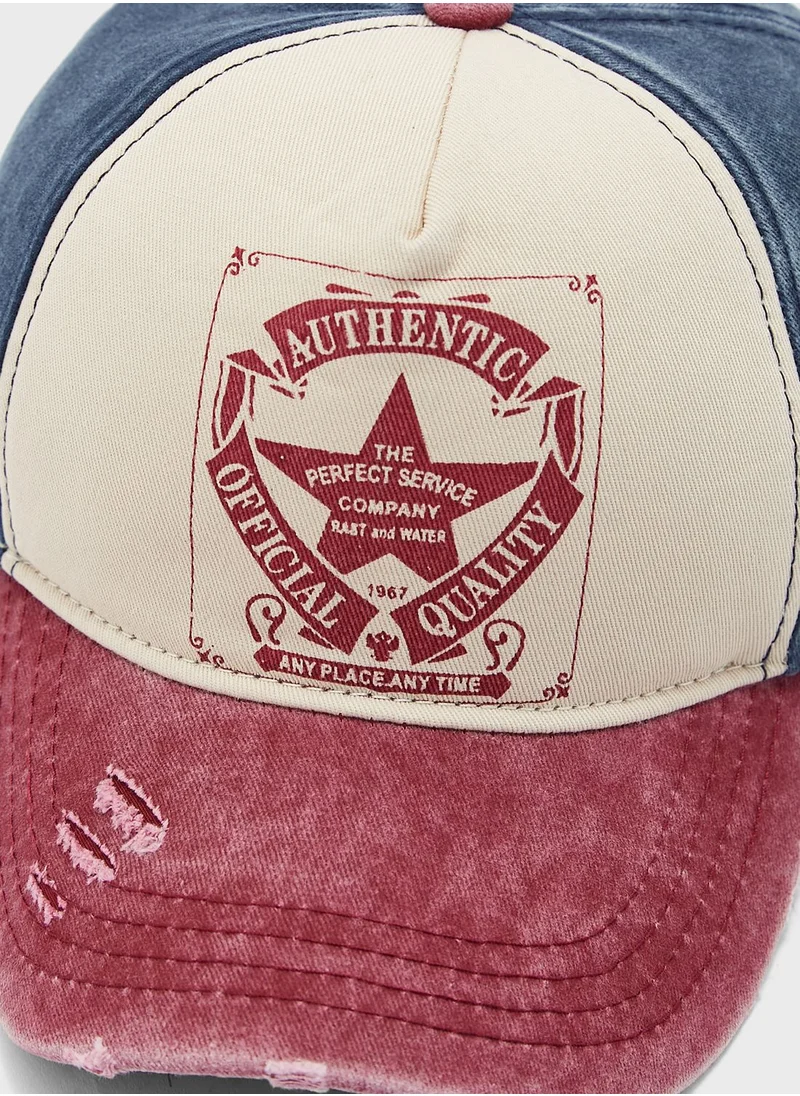 AUTHENTIC
THE
PERFECT SERVICE
COMPANY
RAST and WATER
OFFICIAL
QUALITY
1967
ANY PLACE.ANY TIME